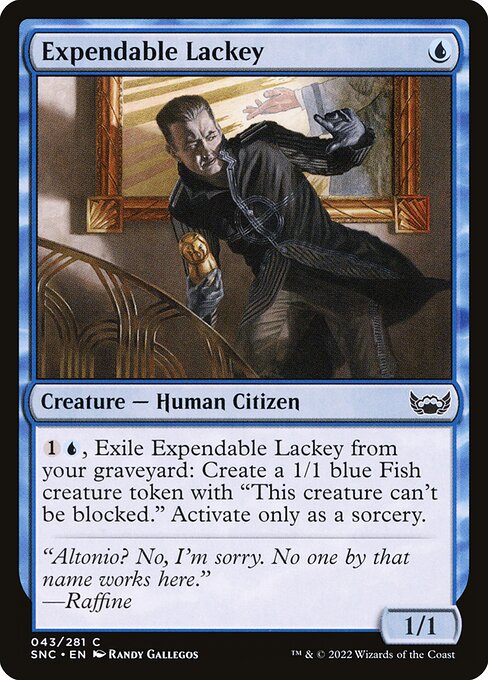 Expendable Lackey
Creature — Human Citizen
1, Exile Expendable Lackey from
your graveyard: Create a 1/1 blue Fish
creature token with “This creature can’t
be blocked.” Activate only as a sorcery.
“Altonio? No, I’m sorry. No one by that
name works here.”
—Raffine
1/1
043/281 C
SNC • EN Randy Gallegos
™ & © 2022 Wizards of the Coast